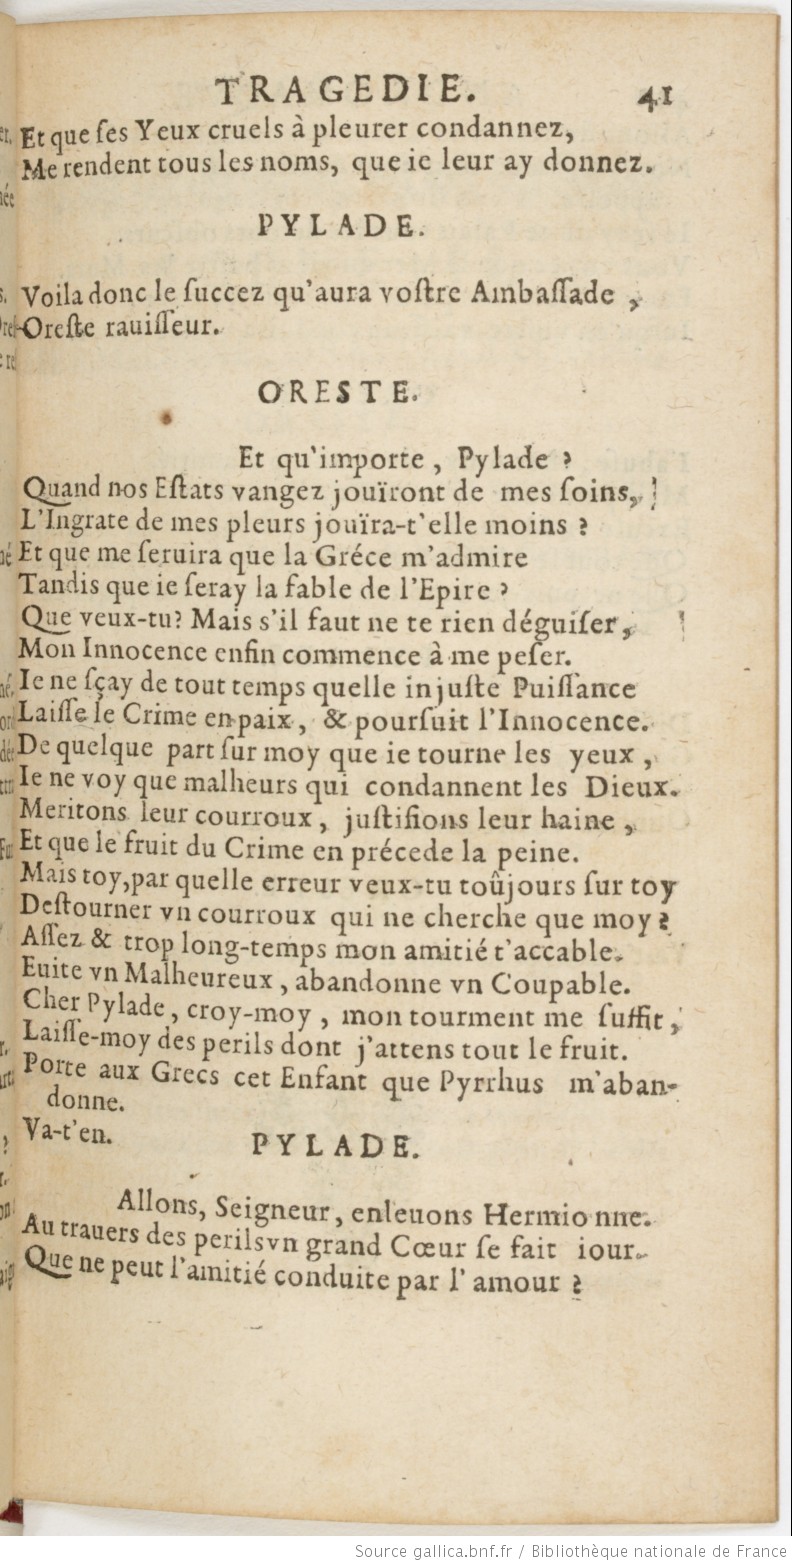 TRAGEDIE. 41
Et que ſes Yeux cruels à pleurer condannez,
Me rendent tous les noms, que ie leur ay donnez.
PYLADE.
Voila donc le ſuccez qu'aura voſtre Ambaſſade,
Oreſte rauiſſeur.
ORESTE.
Et qu'importe, Pylade ?
Quand nos Eſtats vangez jouïront de mes ſoins,
L'Ingrate de mes pleurs jouïra-t'elle moins ?
Et que me ſeruira que la Gréce m'admire
Tandis que ie ſeray la fable de l'Epire ?
Que veux-tu? Mais s'il faut ne te rien déguiſer,
Mon Innocence enfin commence à me peſer.
Ie ne ſçay de tout temps quelle injuſte Puiſſance
Laiſſe le Crime en paix, & pourſuit l'Innocence.
De quelque part ſur moy que ie tourne les yeux,
Ie ne voy que malheurs qui condannent les Dieux.
Meritons leur courroux, juſtifions leur haine,
Et que le fruit du Crime en précede la peine.
Mais toy, par quelle erreur veux-tu toûjours ſur toy
Deſtourner vn courroux qui ne cherche que moy ?
Aſſez & trop long-temps mon amitié t'accable.
Euite vn Malheureux, abandonne vn Coupable.
Cher Pylade, croy-moy, mon tourment me ſuffit,
Laiſſe-moy des perils dont j'attens tout le fruit.
Porte aux Grecs cet Enfant que Pyrrhus m'aban-
donne.
Va-t'en.
PYLADE.
Allons, Seigneur, enleuons Hermionne.
Au trauers des perils vn grand Cœur ſe fait iour.
Que ne peut l'amitié conduite par l'amour ?
Source gallica.bnf.fr / Bibliothèque nationale de France